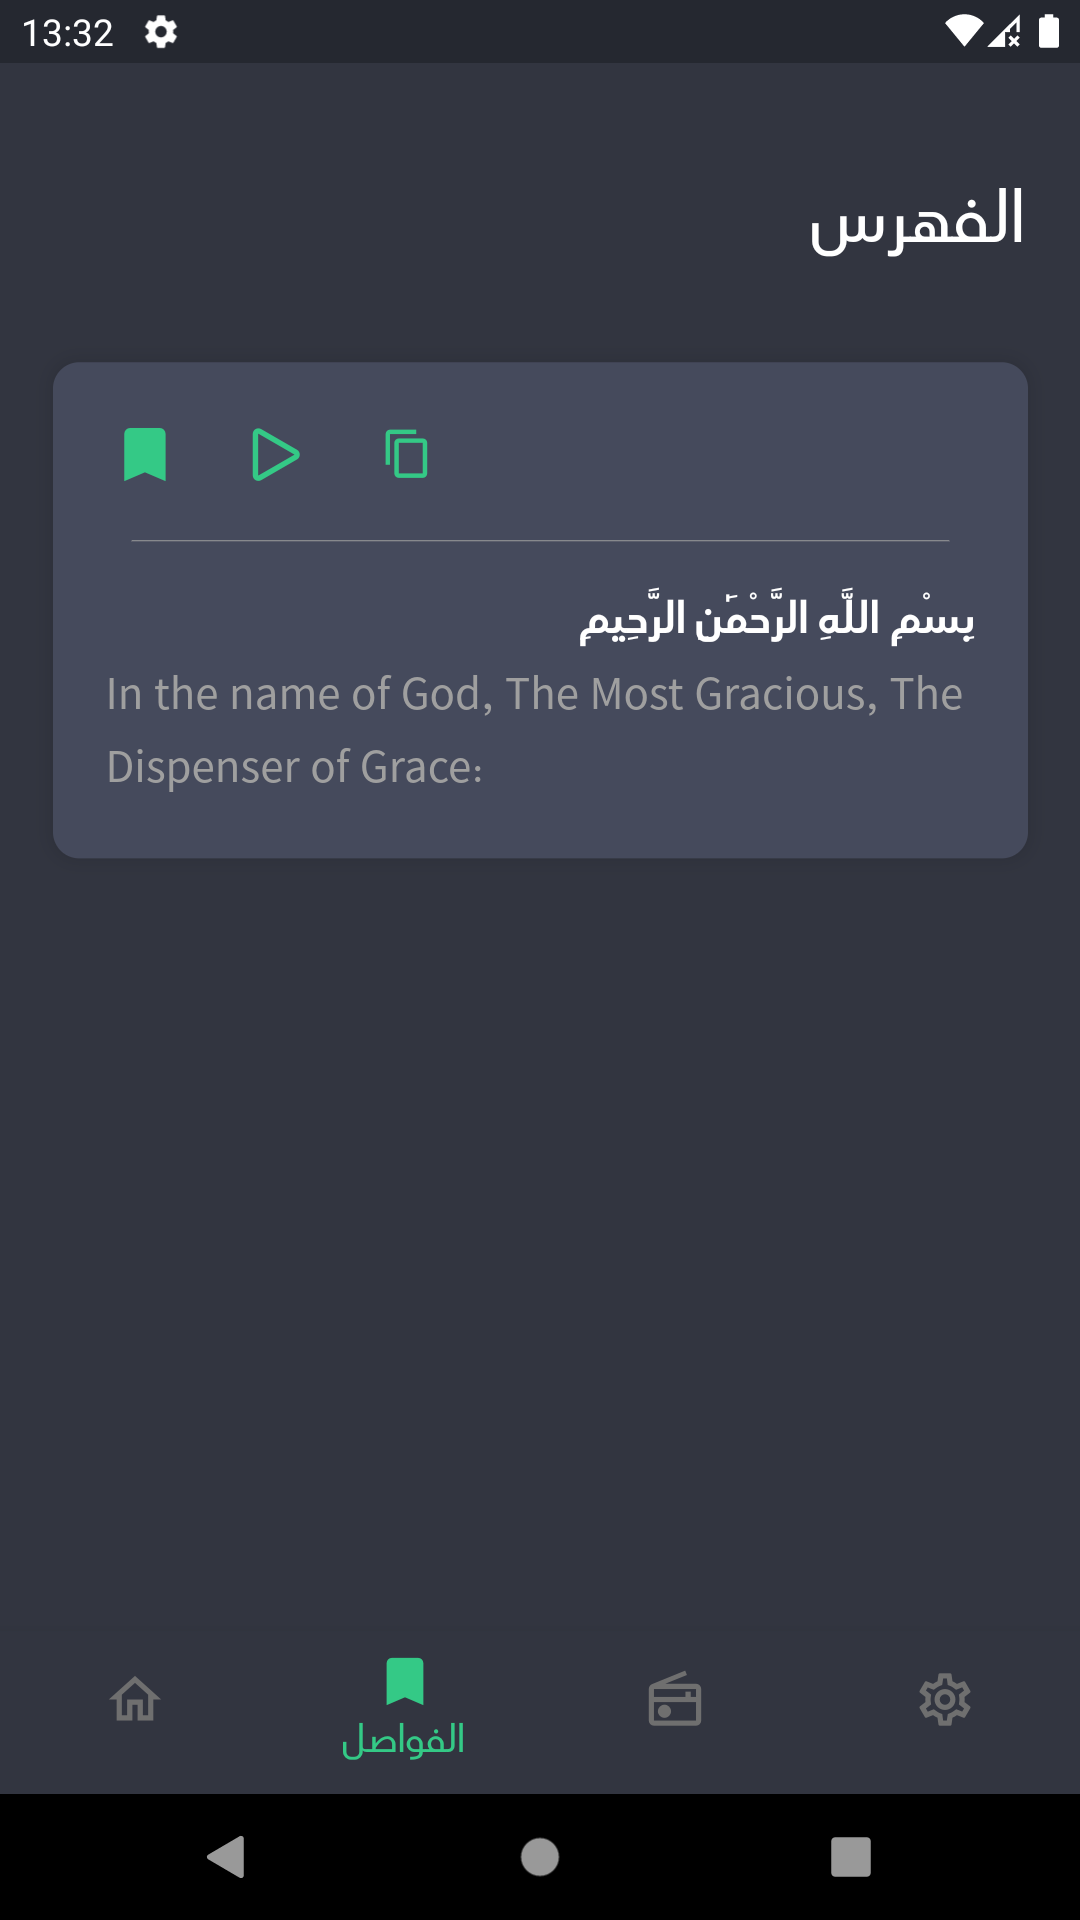 13:32
الفهرس
بِسْمِ اللَّهِ الرَّحْمَٰنِ الرَّحِيمِ
In the name of God, The Most Gracious, The
Dispenser of Grace:
الفواصل